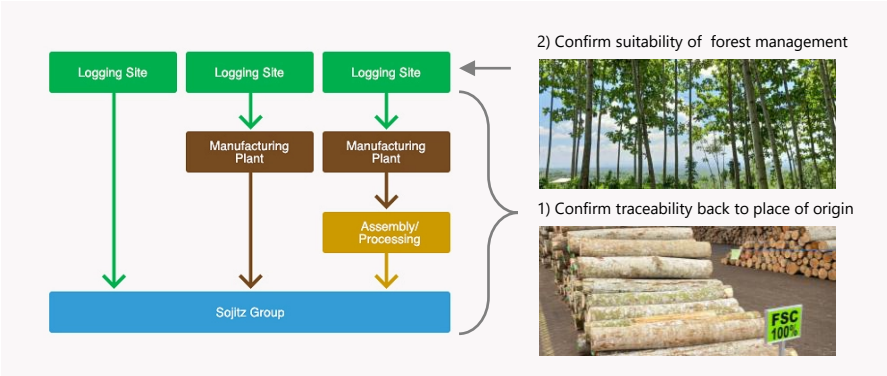 2) Confirm suitability of forest management
Logging Site
Logging Site
Logging Site
Manufacturing
Plant
Manufacturing
Plant
1) Confirm traceability back to place of origin
Assembly/
Processing
Sojitz Group
FSC
100%